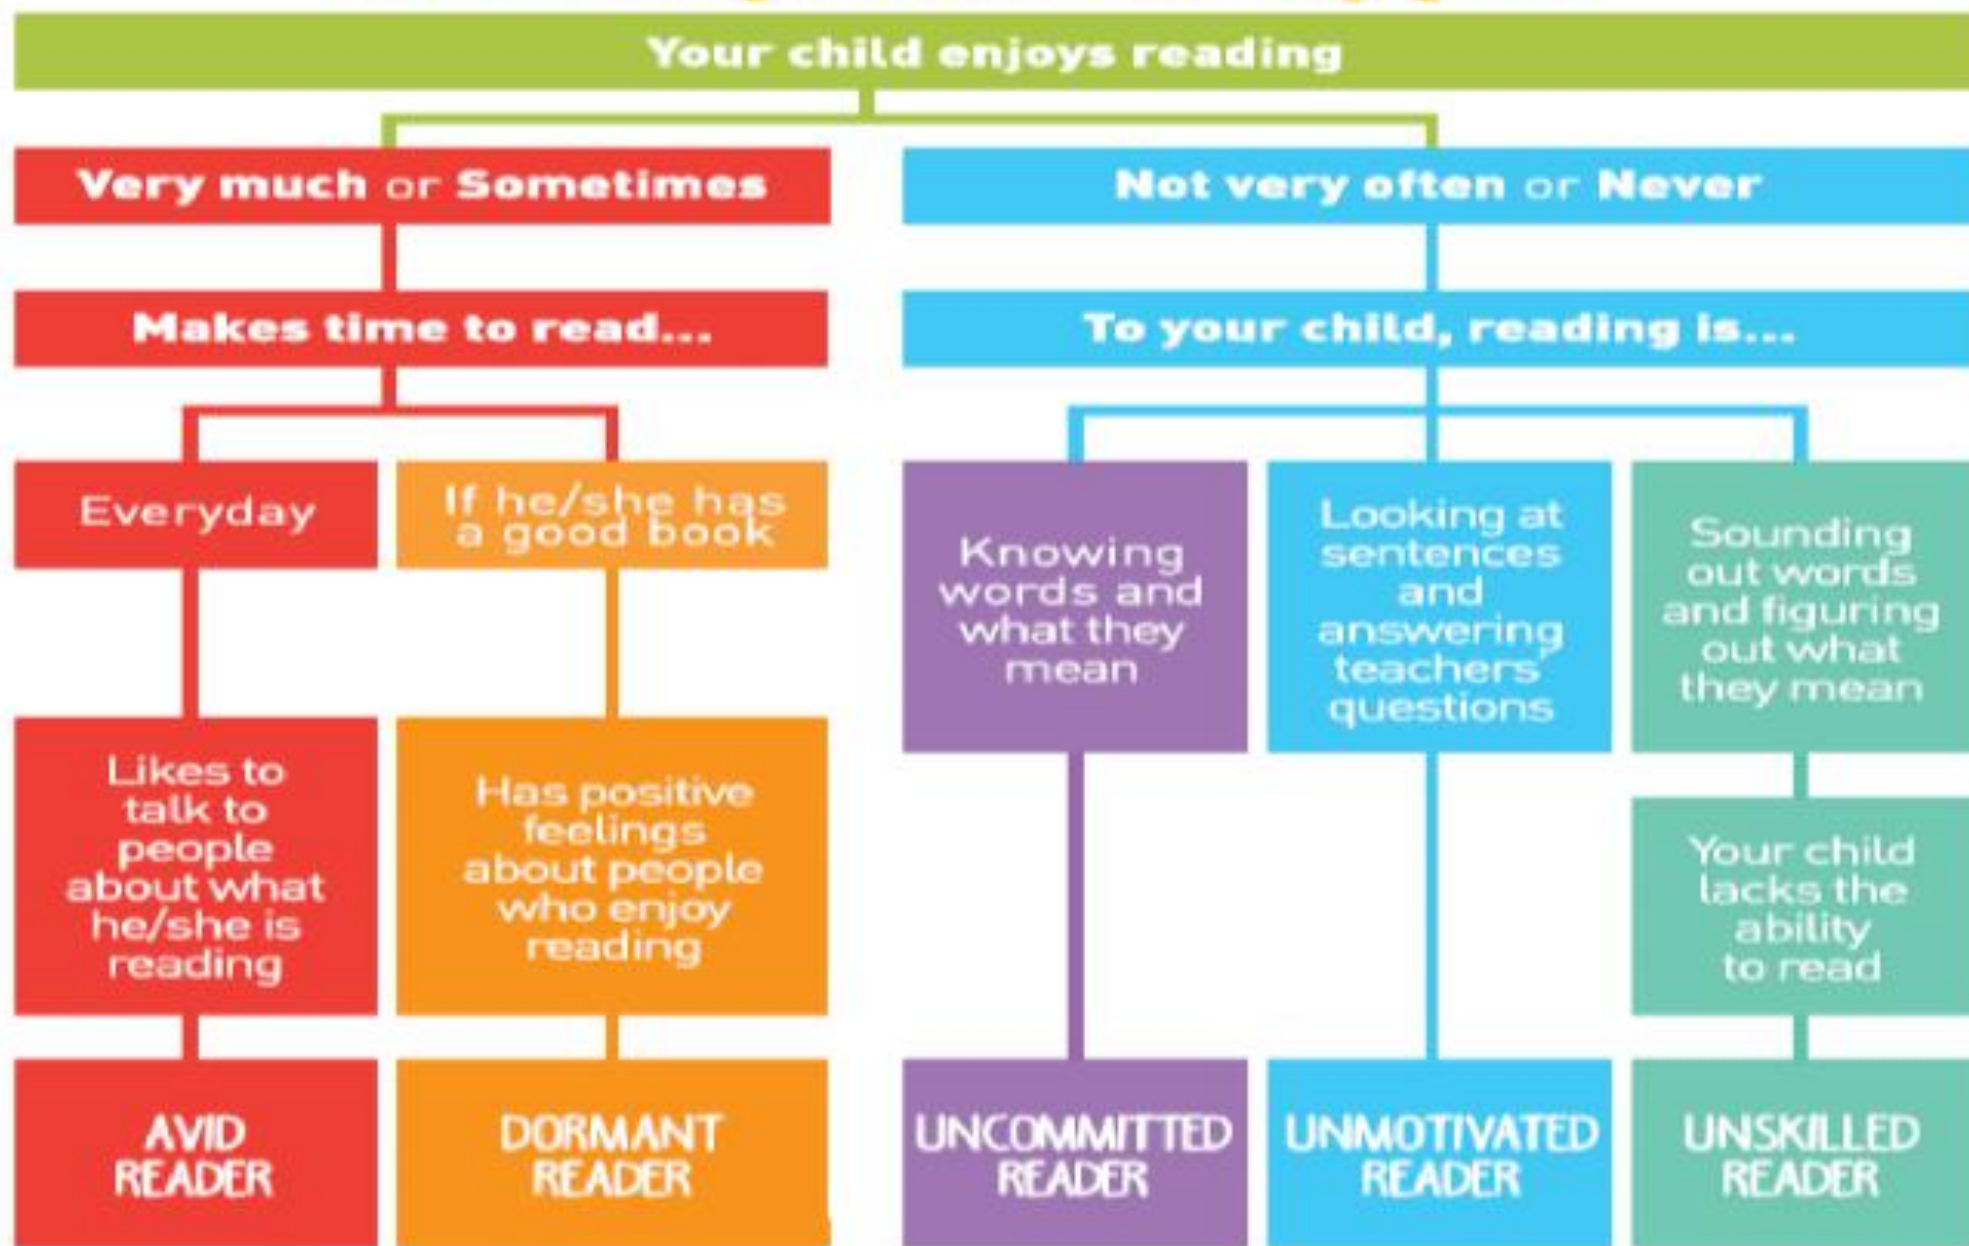 Your child enjoys reading
Very much or Sometimes
Not very often or Never
Makes time to read...
To your child, reading is...
Everyday
If he/she has
a good book
Knowing
words and
what they
mean
Looking at
sentences
and
answering
teachers'
questions
Sounding
out words
and figuring
out what
they mean
Likes to
talk to
people
about what
he/she is
reading
Has positive
feelings
about people
who enjoy
reading
Your child
lacks the
ability
to read
AVID
READER
DORMANT
READER
UNCOMMITTED
READER
UNMOTIVATED
READER
UNSKILLED
READER